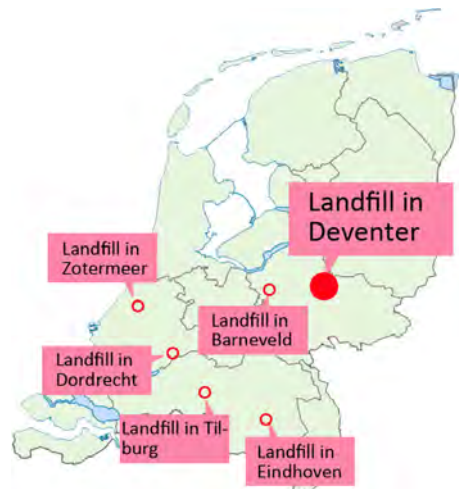 Landfill in
Deventer
Landfill in
Zotermeer
Landfill in
Barneveld
Landfill in
Dordrecht
Landfill in Til-
burg
Landfill in
Eindhoven